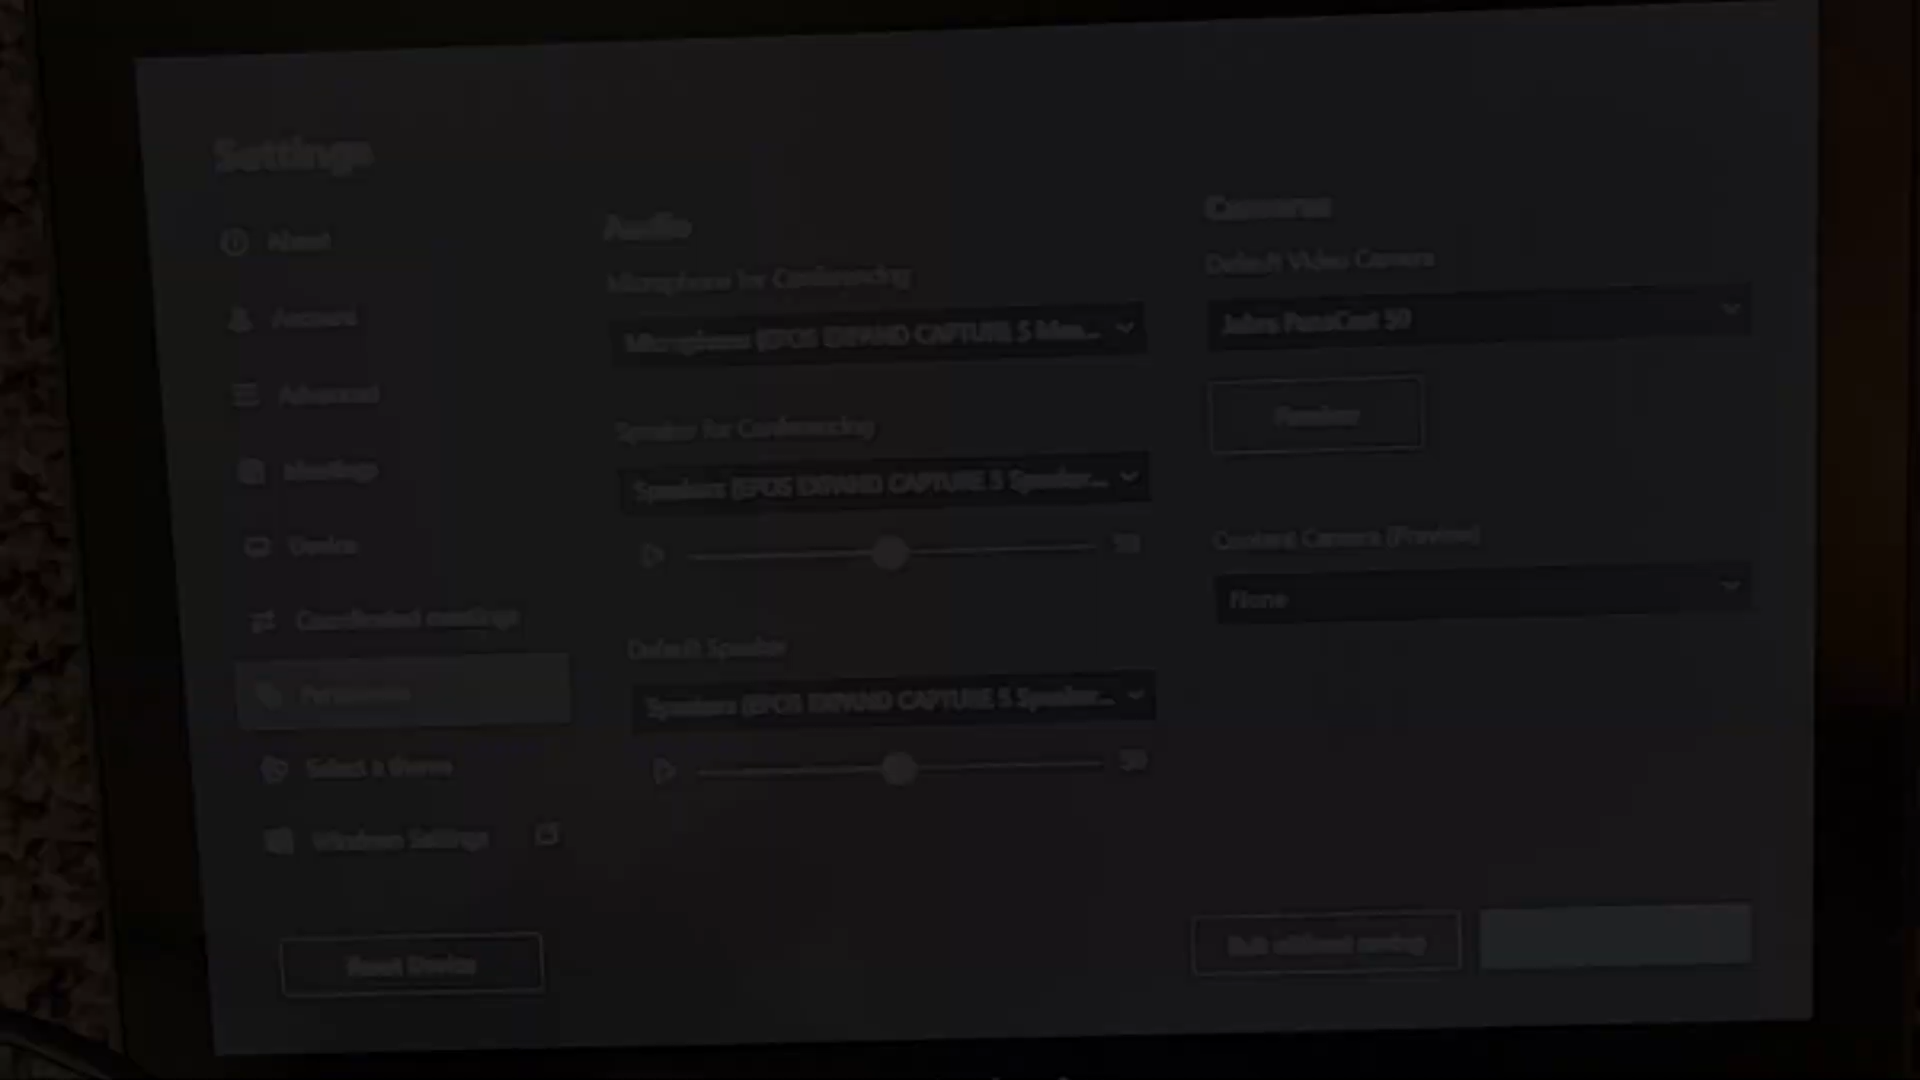 Settings
About
Account
Advanced
Meetings
Device
Coordinated meetings
Peripherals
Select a theme
Windows Settings
Reset Device
Audio
Microphone for Conferencing
Microphone (EPOS EXPAND CAPTURE 5 Mon...
Speaker for Conferencing
Speakers (EPOS EXPAND CAPTURE 5 Speaker...
50
Default Speaker
Speakers (EPOS EXPAND CAPTURE 5 Speaker...
50
Cameras
Default Video Camera
Jabra PanaCast 50
Preview
Content Camera (Preview)
None
Exit without saving